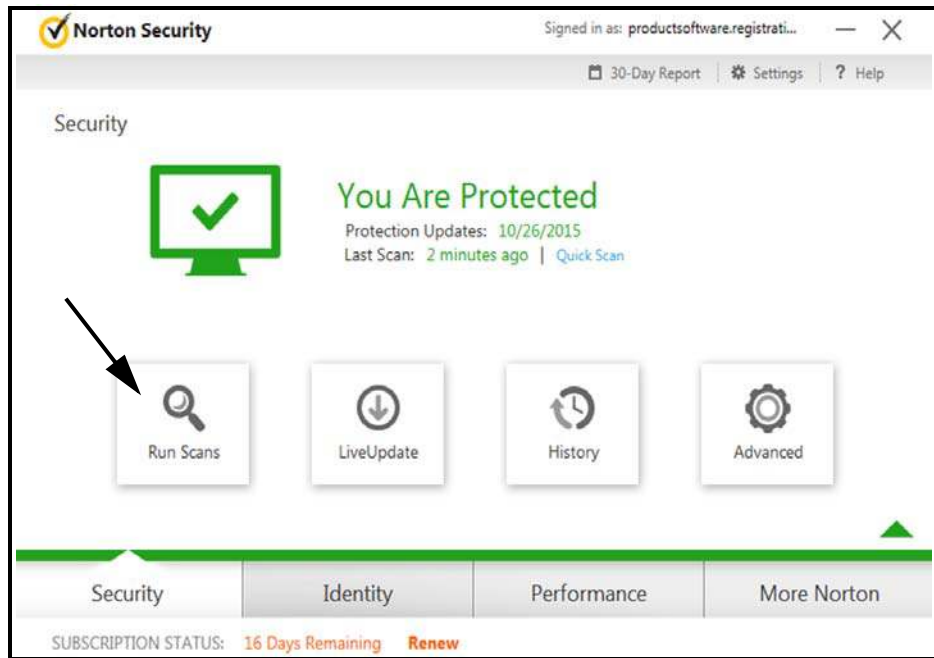 Norton Security
Signed in as: productsoftware.registrati...
30-Day Report Settings ? Help
Security
You Are Protected
Protection Updates: 10/26/2015
Last Scan: 2 minutes ago | Quick Scan
Run Scans LiveUpdate History Advanced
Security Identity Performance More Norton
SUBSCRIPTION STATUS: 16 Days Remaining Renew